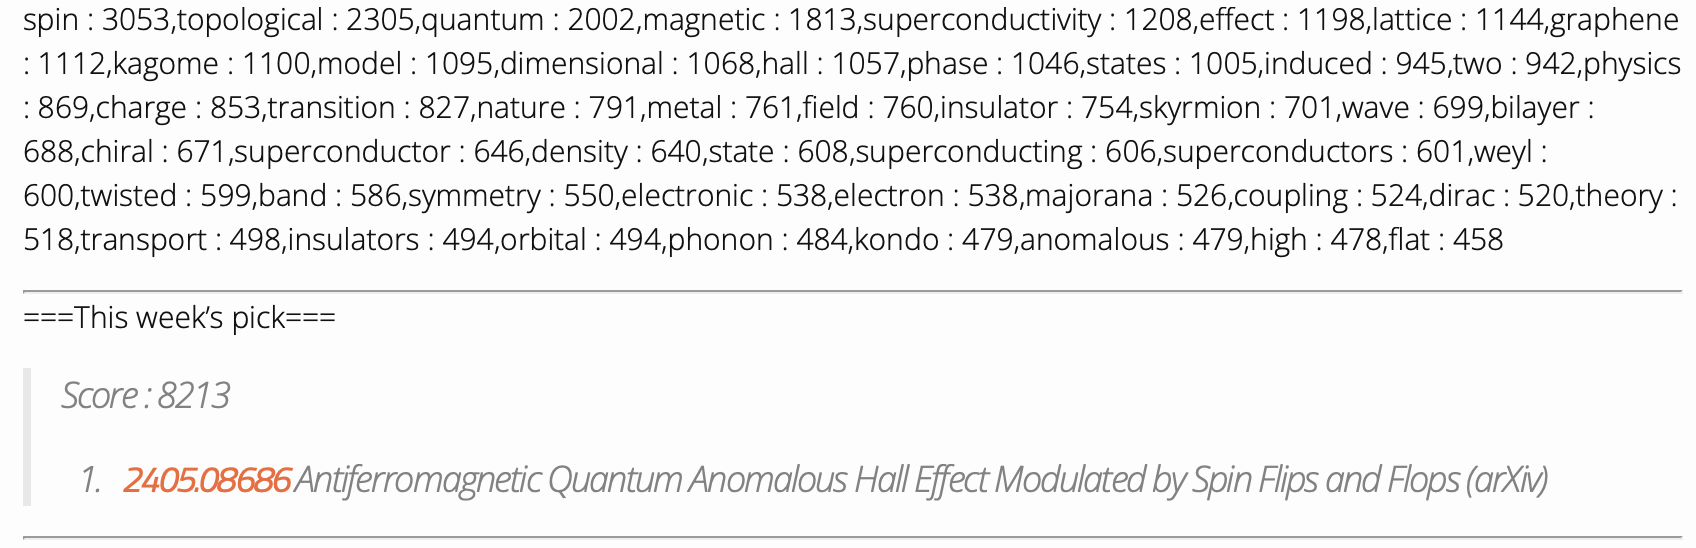 spin : 3053,topological : 2305,quantum : 2002,magnetic : 1813,superconductivity : 1208,effect : 1198,lattice : 1144,graphene
: 1112,kagome : 1100,model : 1095,dimensional : 1068,hall : 1057,phase : 1046,states : 1005,induced : 945,two : 942,physics
: 869,charge : 853,transition : 827,nature : 791,metal : 761,field : 760,insulator : 754,skyrmion : 701,wave : 699,bilayer :
688,chiral : 671,superconductor : 646,density : 640,state : 608,superconducting : 606,superconductors : 601,weyl :
600,twisted : 599,band : 586,symmetry : 550,electronic : 538,electron : 538,majorana : 526,coupling : 524,dirac : 520,theory :
518,transport : 498,insulators : 494,orbital : 494,phonon : 484,kondo : 479,anomalous : 479,high : 478,flat : 458
===This week’s pick===
Score : 8213
1. 2405.08686 Antiferromagnetic Quantum Anomalous Hall Effect Modulated by Spin Flips and Flops (arXiv)